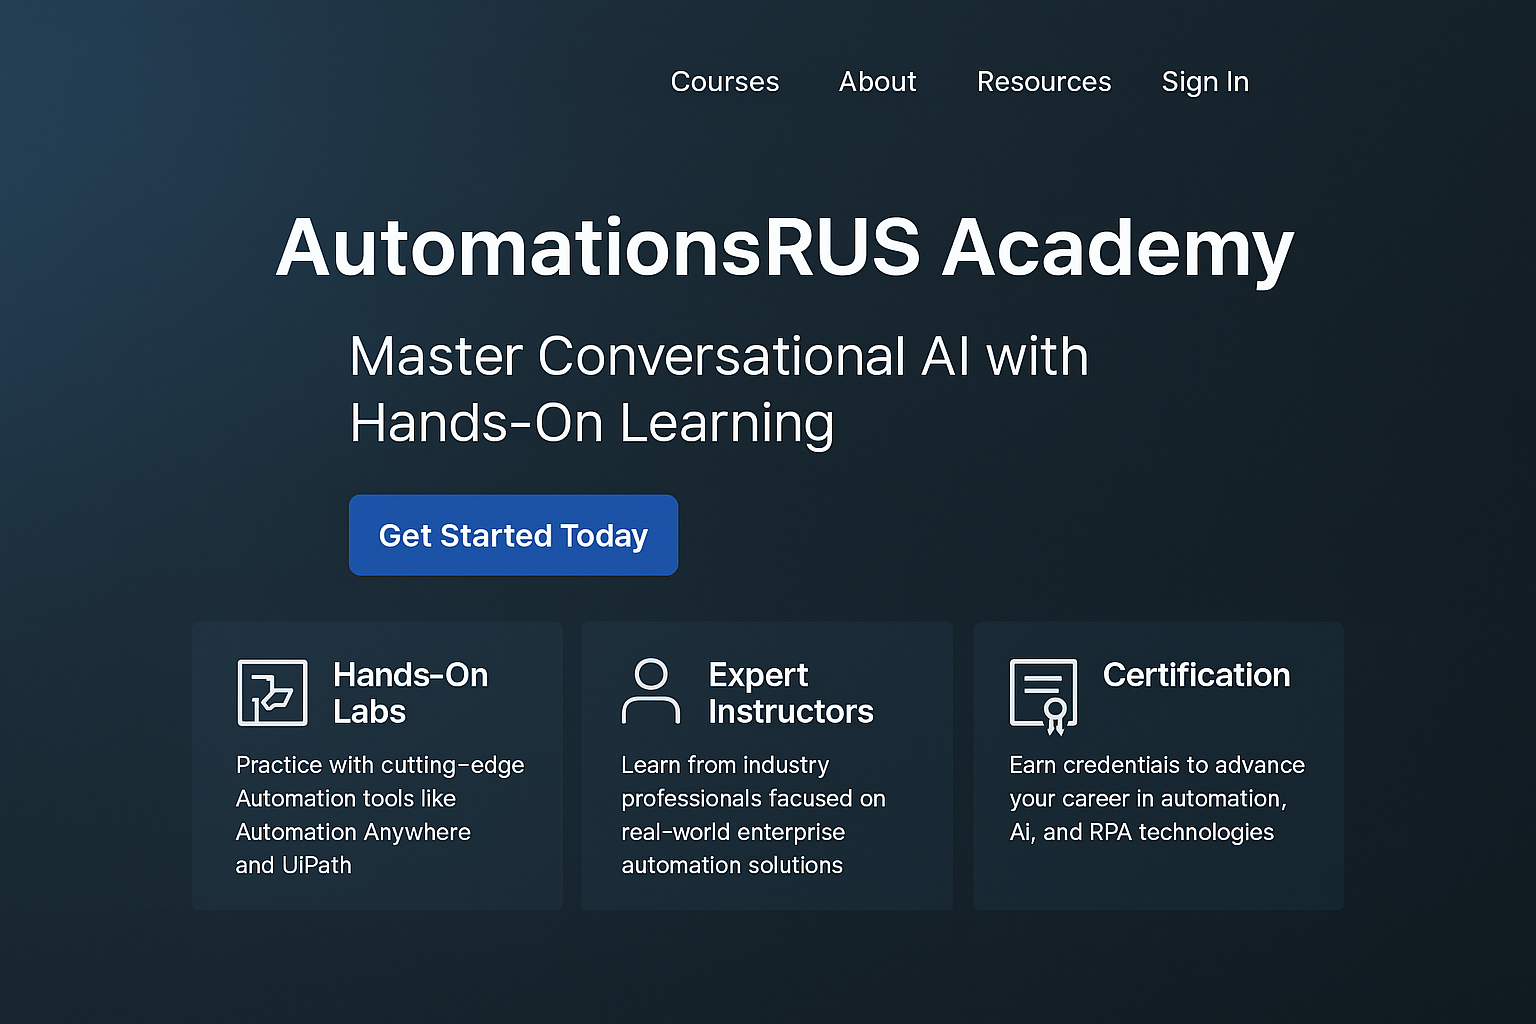 Courses About Resources Sign In
AutomationsRUS Academy
Master Conversational AI with
Hands-On Learning
Get Started Today
Hands-On
Labs
Practice with cutting-edge
Automation tools like
Automation Anywhere
and UiPath
Expert
Instructors
Learn from industry
professionals facused on
real-world enterprise
automation solutions
Certification
Earn credentiais to advance
your career in automation,
Ai, and RPA technologies